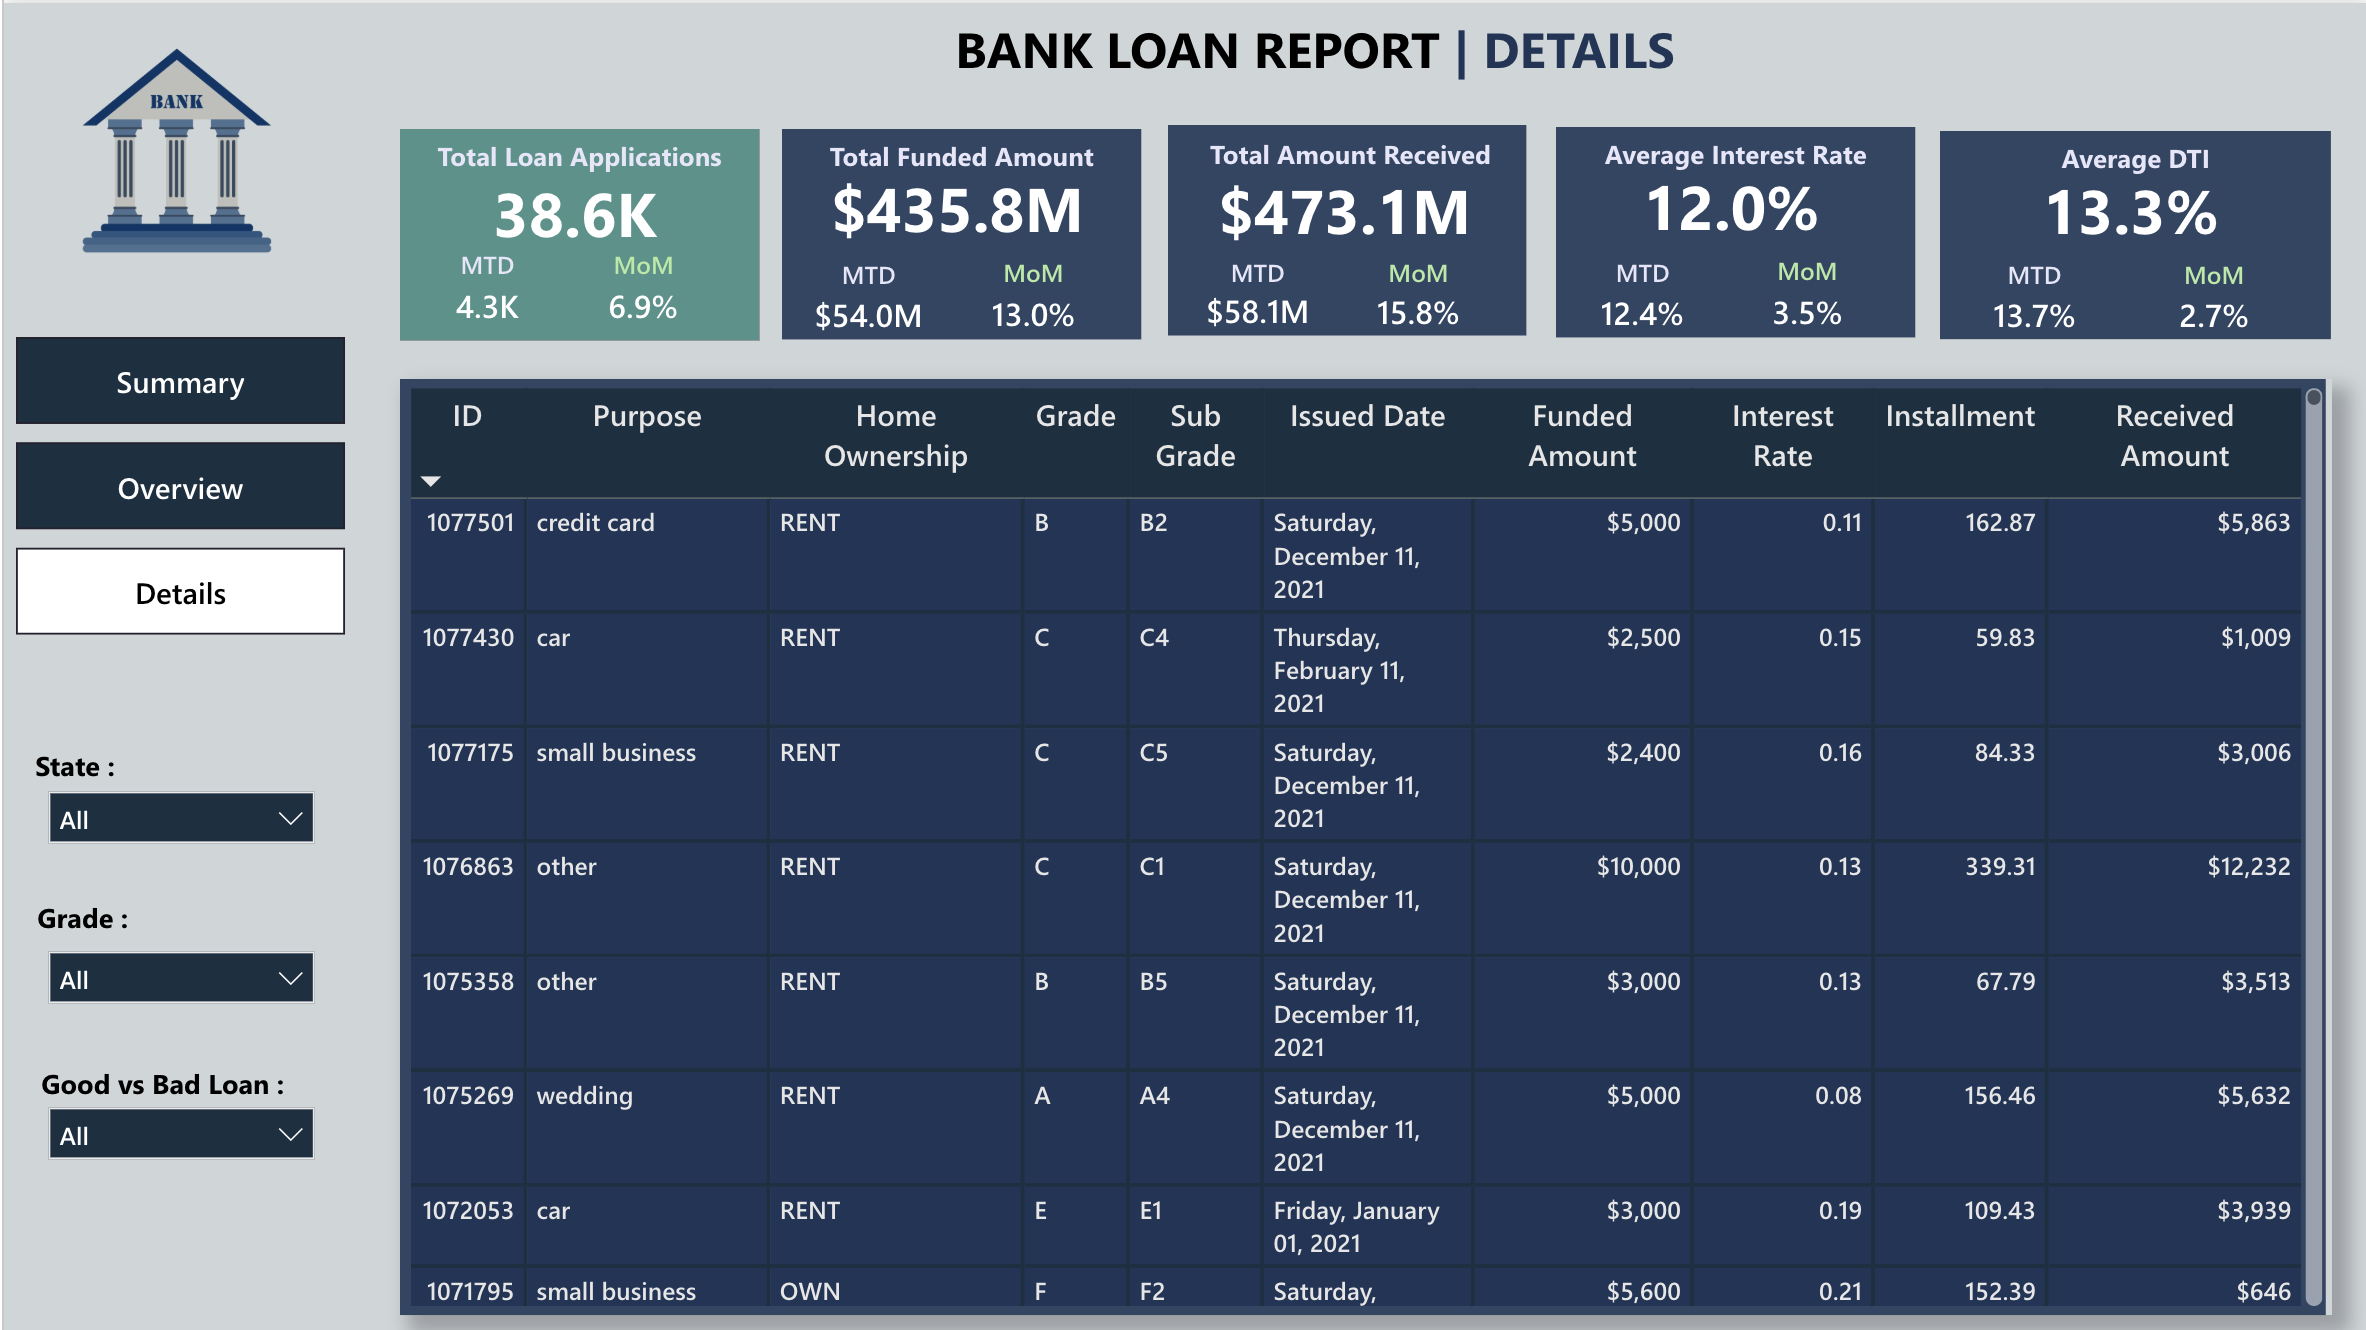 BANK
BANK LOAN REPORT | DETAILS
Total Loan Applications
38.6K
MTD MoM
4.3K 6.9%
Total Funded Amount
$435.8M
MTD MoM
$54.0M 13.0%
Total Amount Received
$473.1M
MTD MoM
$58.1M 15.8%
Average Interest Rate
12.0%
MTD MoM
12.4% 3.5%
Average DTI
13.3%
MTD MoM
13.7% 2.7%
Summary
Overview
Details
State :
All
Grade :
All
Good vs Bad Loan :
All
ID Purpose Home Grade Sub Issued Date Funded Interest Installment Received
Ownership Grade Amount Rate Amount
1077501 credit card RENT B B2 Saturday, $5,000 0.11 162.87 $5,863
December 11,
2021
1077430 car RENT C C4 Thursday, $2,500 0.15 59.83 $1,009
February 11,
2021
1077175 small business RENT C C5 Saturday, $2,400 0.16 84.33 $3,006
December 11,
2021
1076863 other RENT C C1 Saturday, $10,000 0.13 339.31 $12,232
December 11,
2021
1075358 other RENT B B5 Saturday, $3,000 0.13 67.79 $3,513
December 11,
2021
1075269 wedding RENT A A4 Saturday, $5,000 0.08 156.46 $5,632
December 11,
2021
1072053 car RENT E E1 Friday, January $3,000 0.19 109.43 $3,939
01, 2021
1071795 small business OWN F F2 Saturday, $5,600 0.21 152.39 $646